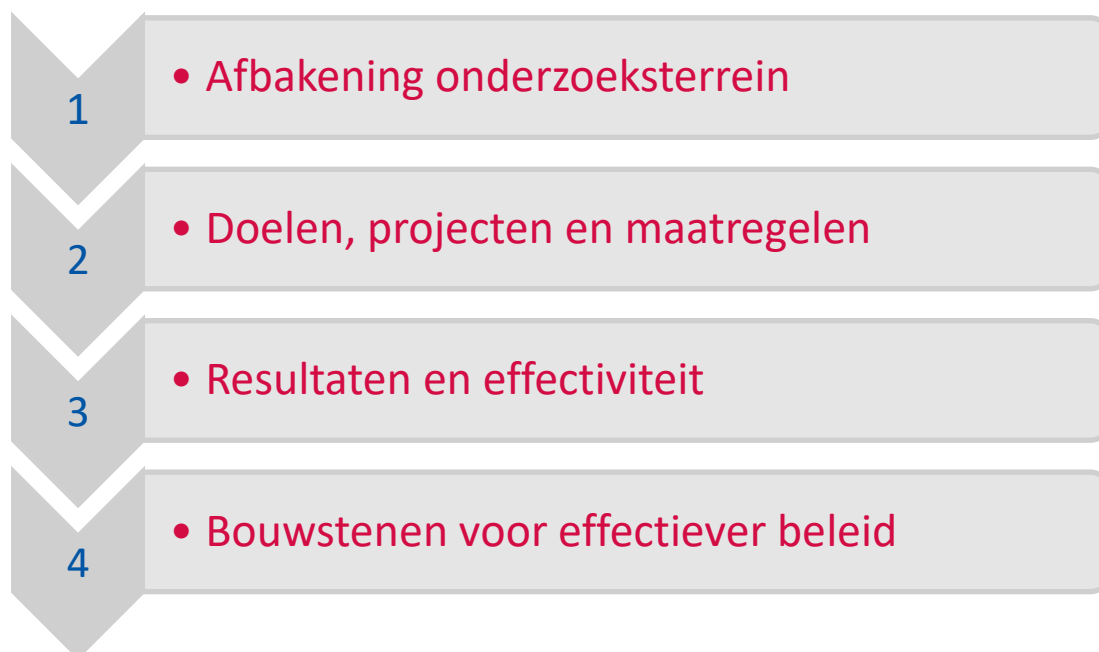 1
• Afbakening onderzoeksterrein
2
• Doelen, projecten en maatregelen
3
• Resultaten en effectiviteit
4
• Bouwstenen voor effectiever beleid